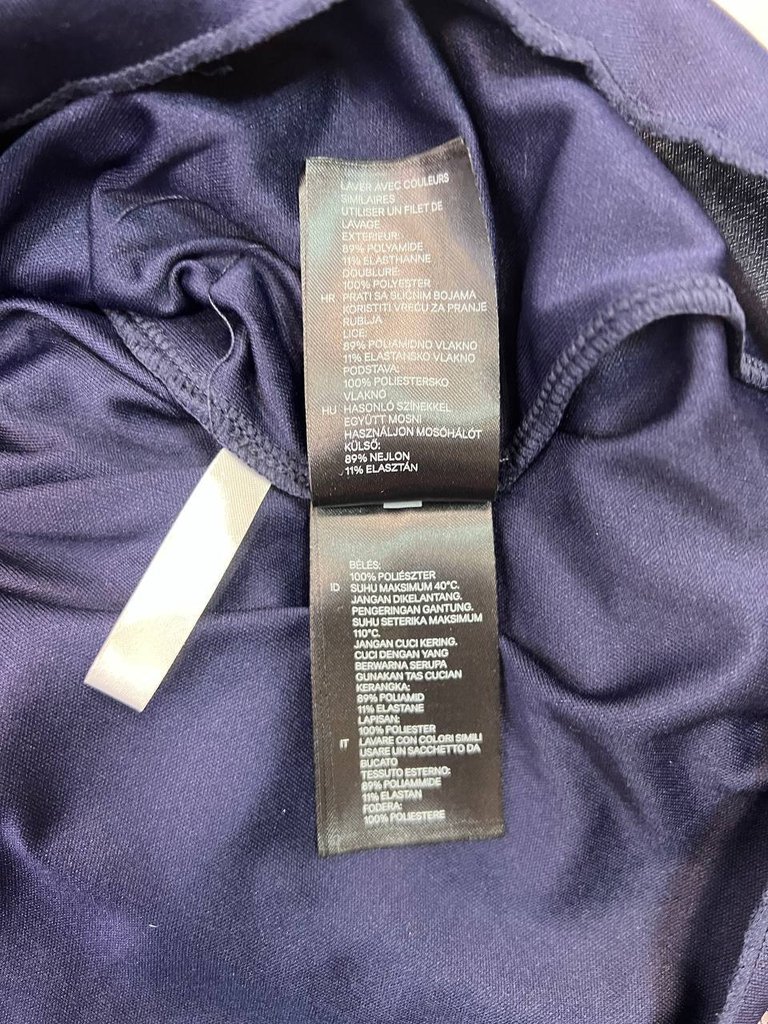 LAVER AVEC COULEURS
SIMILAIRES
UTILISER UN FILET DE
LAVAGE
EXTERIEUR:
89% POLYAMIDE
11% ELASTHANNE
DOUBLURE:
100% POLYESTER
HR PRATI SA SLIČNIM BOJAMA
KORISTITI VREĆU ZA PRANJE
RUBLJA
LICE:
89% POLIAMIDNO VLAKNO
11% ELASTANSKO VLAKNO
PODSTAVA:
100% POLIESTERSKO
VLAKNO
HU HASONLÓ SZÍNEKKEL
EGYÜTT MOSNI
HASZNÁLJON MOSÓHÁLÓT
KÜLSŐ:
89% NEJLON
11% ELASZTÁN
BÉLÉS:
100% POLIÉSZTER
ID SUHU MAKSIMUM 40°C.
JANGAN DIKELANTANG.
PENGERINGAN GANTUNG.
SUHU SETERIKA MAKSIMUM
110°C.
JANGAN CUCI KERING.
CUCI DENGAN YANG
BERWARNA SERUPA
GUNAKAN TAS CUCIAN
KERANGKA:
89% POLIAMID
11% ELASTANE
LAPISAN:
100% POLIESTER
IT LAVARE CON COLORI SIMILI
USARE UN SACCHETTO DA
BUCATO
TESSUTO ESTERNO:
89% POLIAMMIDE
11% ELASTAN
FODERA:
100% POLIESTERE